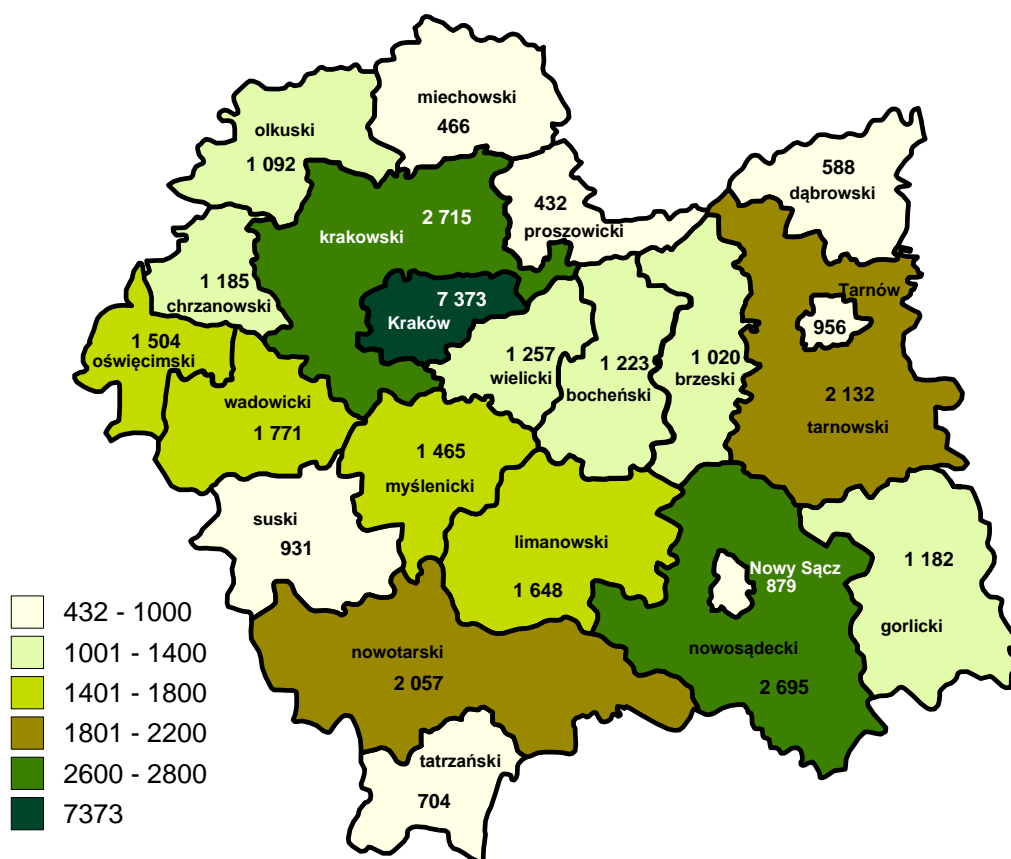 miechowski
466
olkuski
1 092
588
dąbrowski
432
proszowicki
2 715
krakowski
1 185
chrzanowski
7 373
Kraków
Tarnów
956
1 504
oświęcimski
1 257
wielicki
1 223
bocheński
1 020
brzeski
2 132
tarnowski
wadowicki
1 771
1 465
myślenicki
suski
931
limanowski
1 648
Nowy Sącz
879
1 182
gorlicki
nowosądecki
2 695
nowotarski
2 057
tatrzański
704
432 - 1000
1001 - 1400
1401 - 1800
1801 - 2200
2600 - 2800
7373